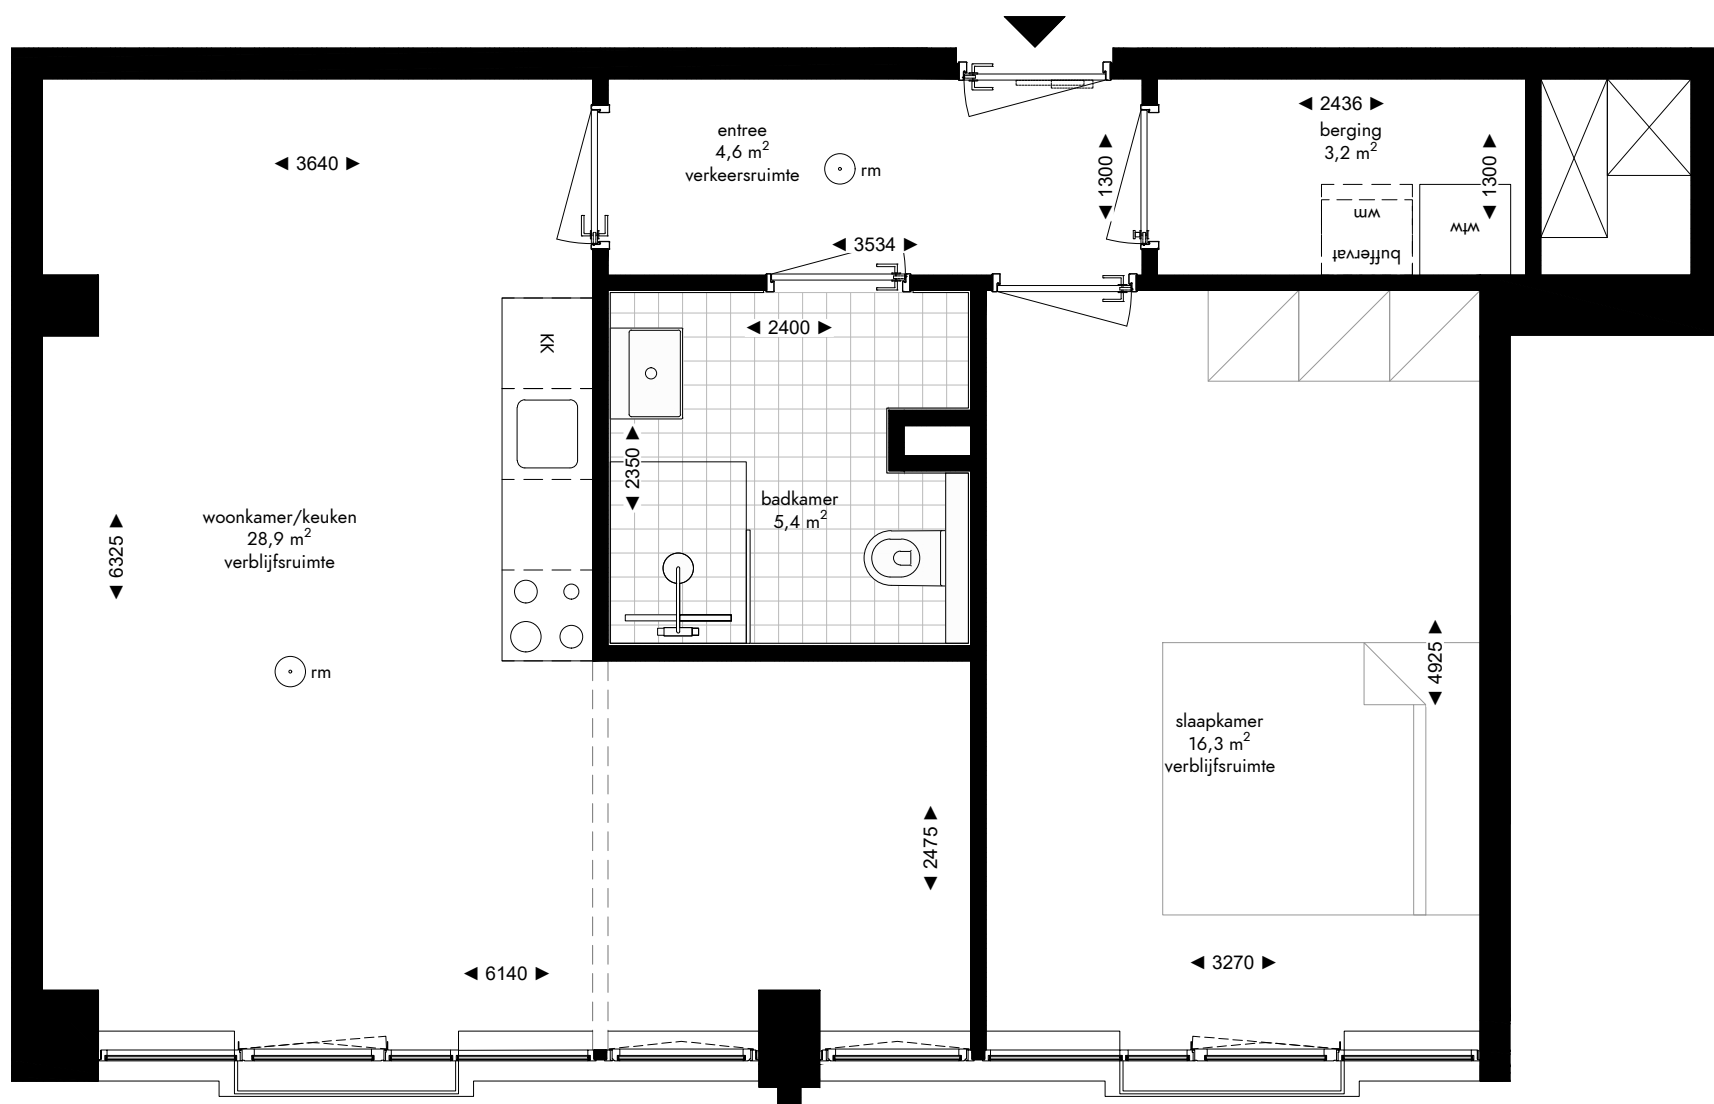 entree
4,6 m²
verkeersruimte
rm
3640
2436
berging
3,2 m²
1300
1300
wm
buffervat
wtw
3534
2400
KK
2350
badkamer
5,4 m²
woonkamer/keuken
28,9 m²
verblijfsruimte
6325
rm
4925
slaapkamer
16,3 m²
verblijfsruimte
2475
6140
3270